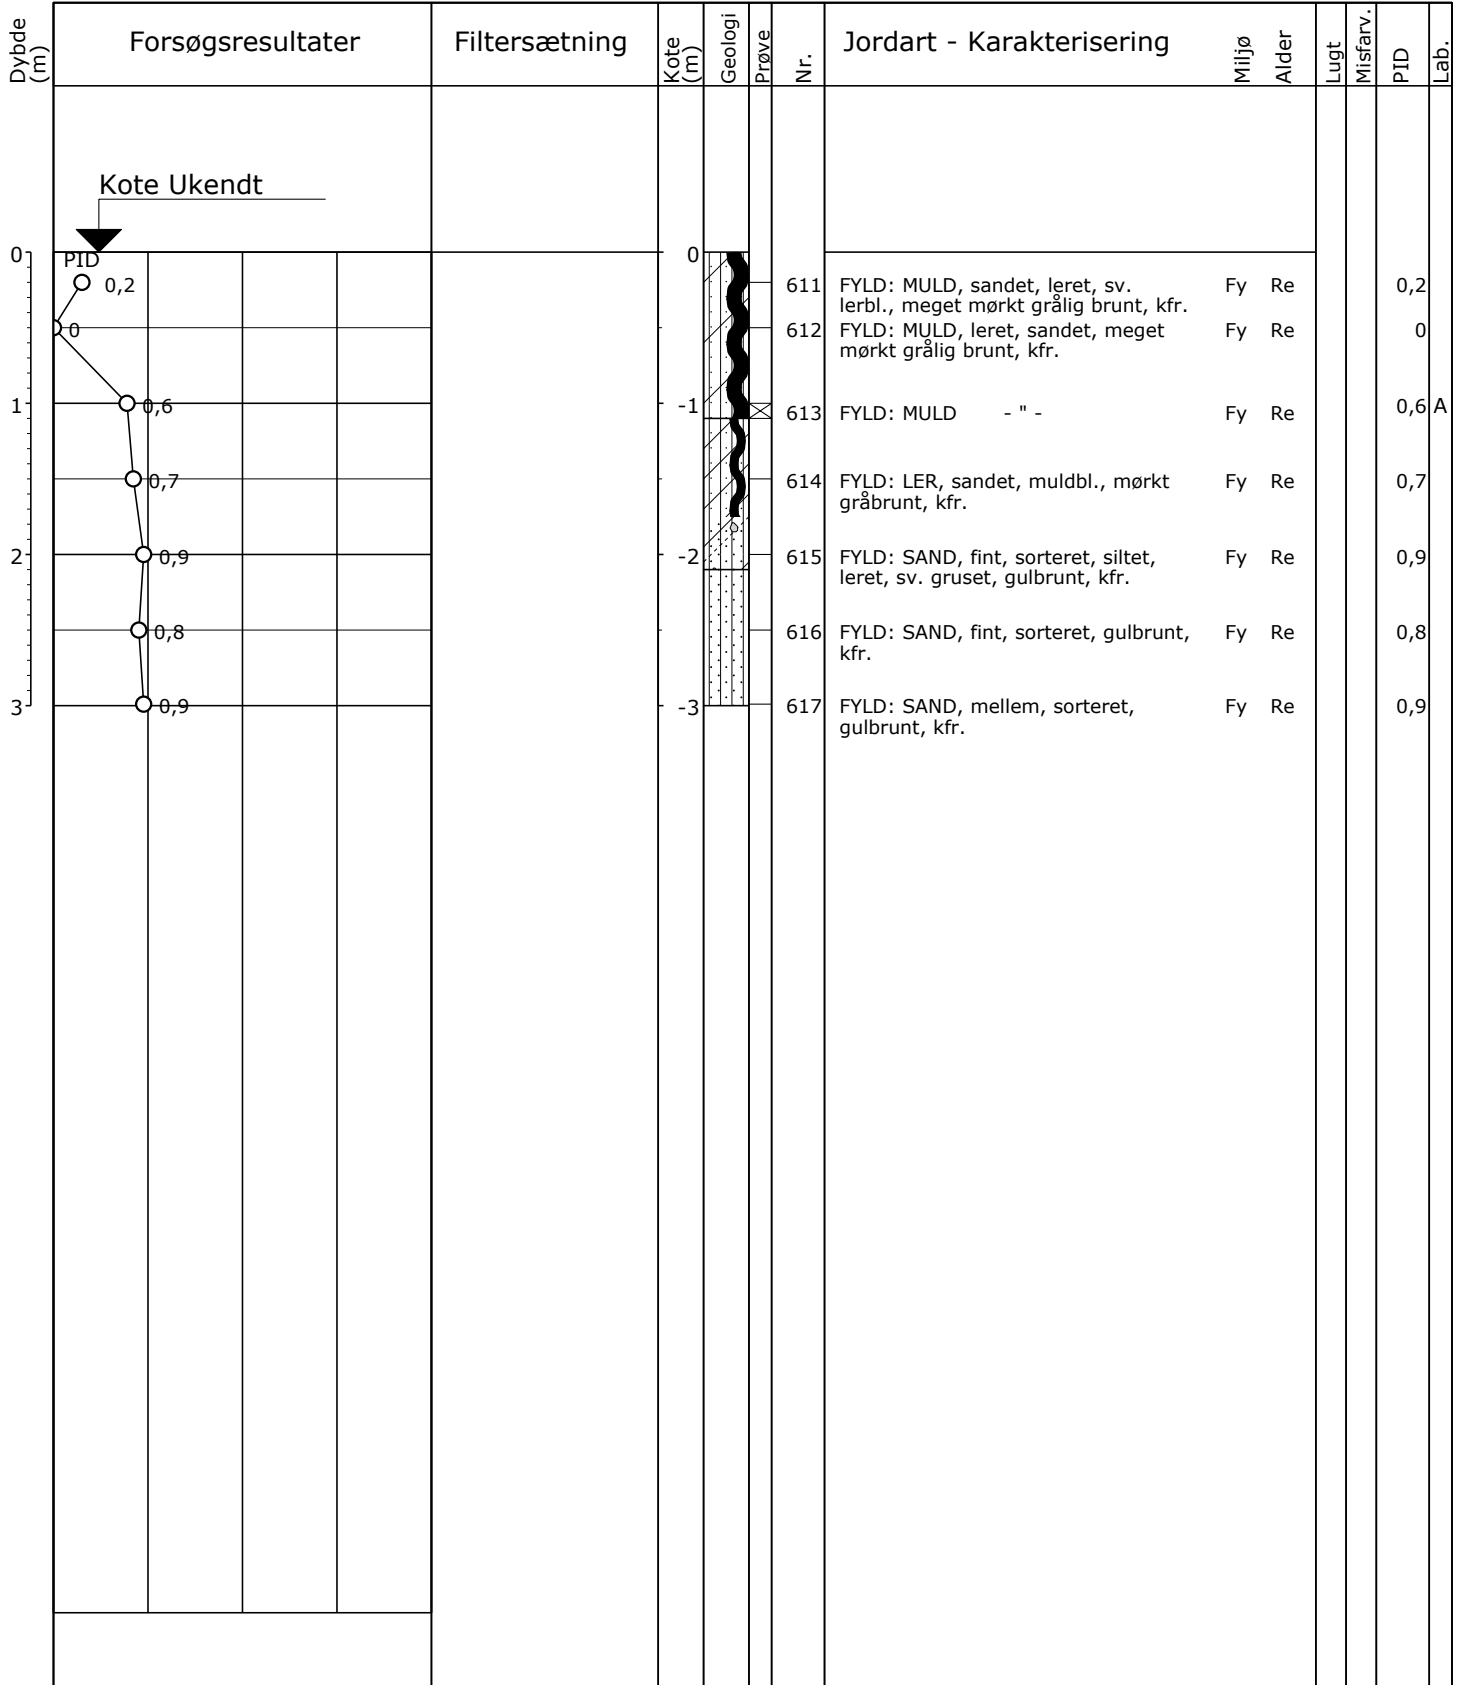 Dybde (m)
Forsøgsresultater
Filtersætning
Kote (m)
Geologi
Prøve
Nr.
Jordart - Karakterisering
Miljø
Alder
Lugt
Misfarv.
PID
Lab.
Kote Ukendt
0 PID 0
0,2 611 FYLD: MULD, sandet, leret, sv. Fy Re 0,2
lerbl., meget mørkt grålig brunt, kfr.
0 612 FYLD: MULD, leret, sandet, meget Fy Re 0
mørkt grålig brunt, kfr.
1 0,6 -1 613 FYLD: MULD - " - Fy Re 0,6 A
0,7 614 FYLD: LER, sandet, muldbl., mørkt Fy Re 0,7
gråbrunt, kfr.
2 0,9 -2 615 FYLD: SAND, fint, sorteret, siltet, Fy Re 0,9
leret, sv. gruset, gulbrunt, kfr.
0,8 616 FYLD: SAND, fint, sorteret, gulbrunt, Fy Re 0,8
kfr.
3 0,9 -3 617 FYLD: SAND, mellem, sorteret, Fy Re 0,9
gulbrunt, kfr.